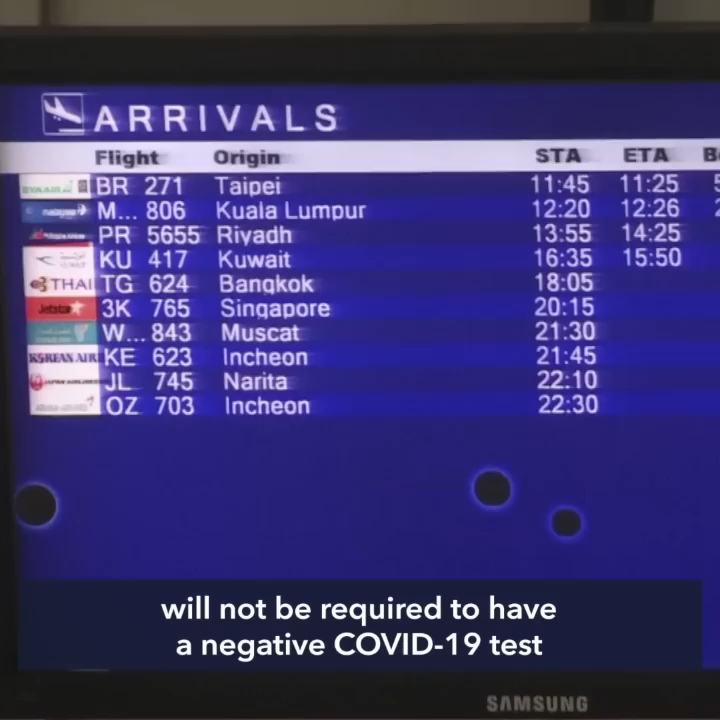 ARRIVALS
Flight Origin STA ETA
BR 271 Taipei 11:45 11:25
M... 806 Kuala Lumpur 12:20 12:26
PR 5655 Riyadh 13:55 14:25
KU 417 Kuwait 16:35 15:50
THAI TG 624 Bangkok 18:05
Jetstar 3K 765 Singapore 20:15
W... 843 Muscat 21:30
KOREAN AIR KE 623 Incheon 21:45
JAPAN AIRLINES JL 745 Narita 22:10
OZ 703 Incheon 22:30
will not be required to have
a negative COVID-19 test
SAMSUNG